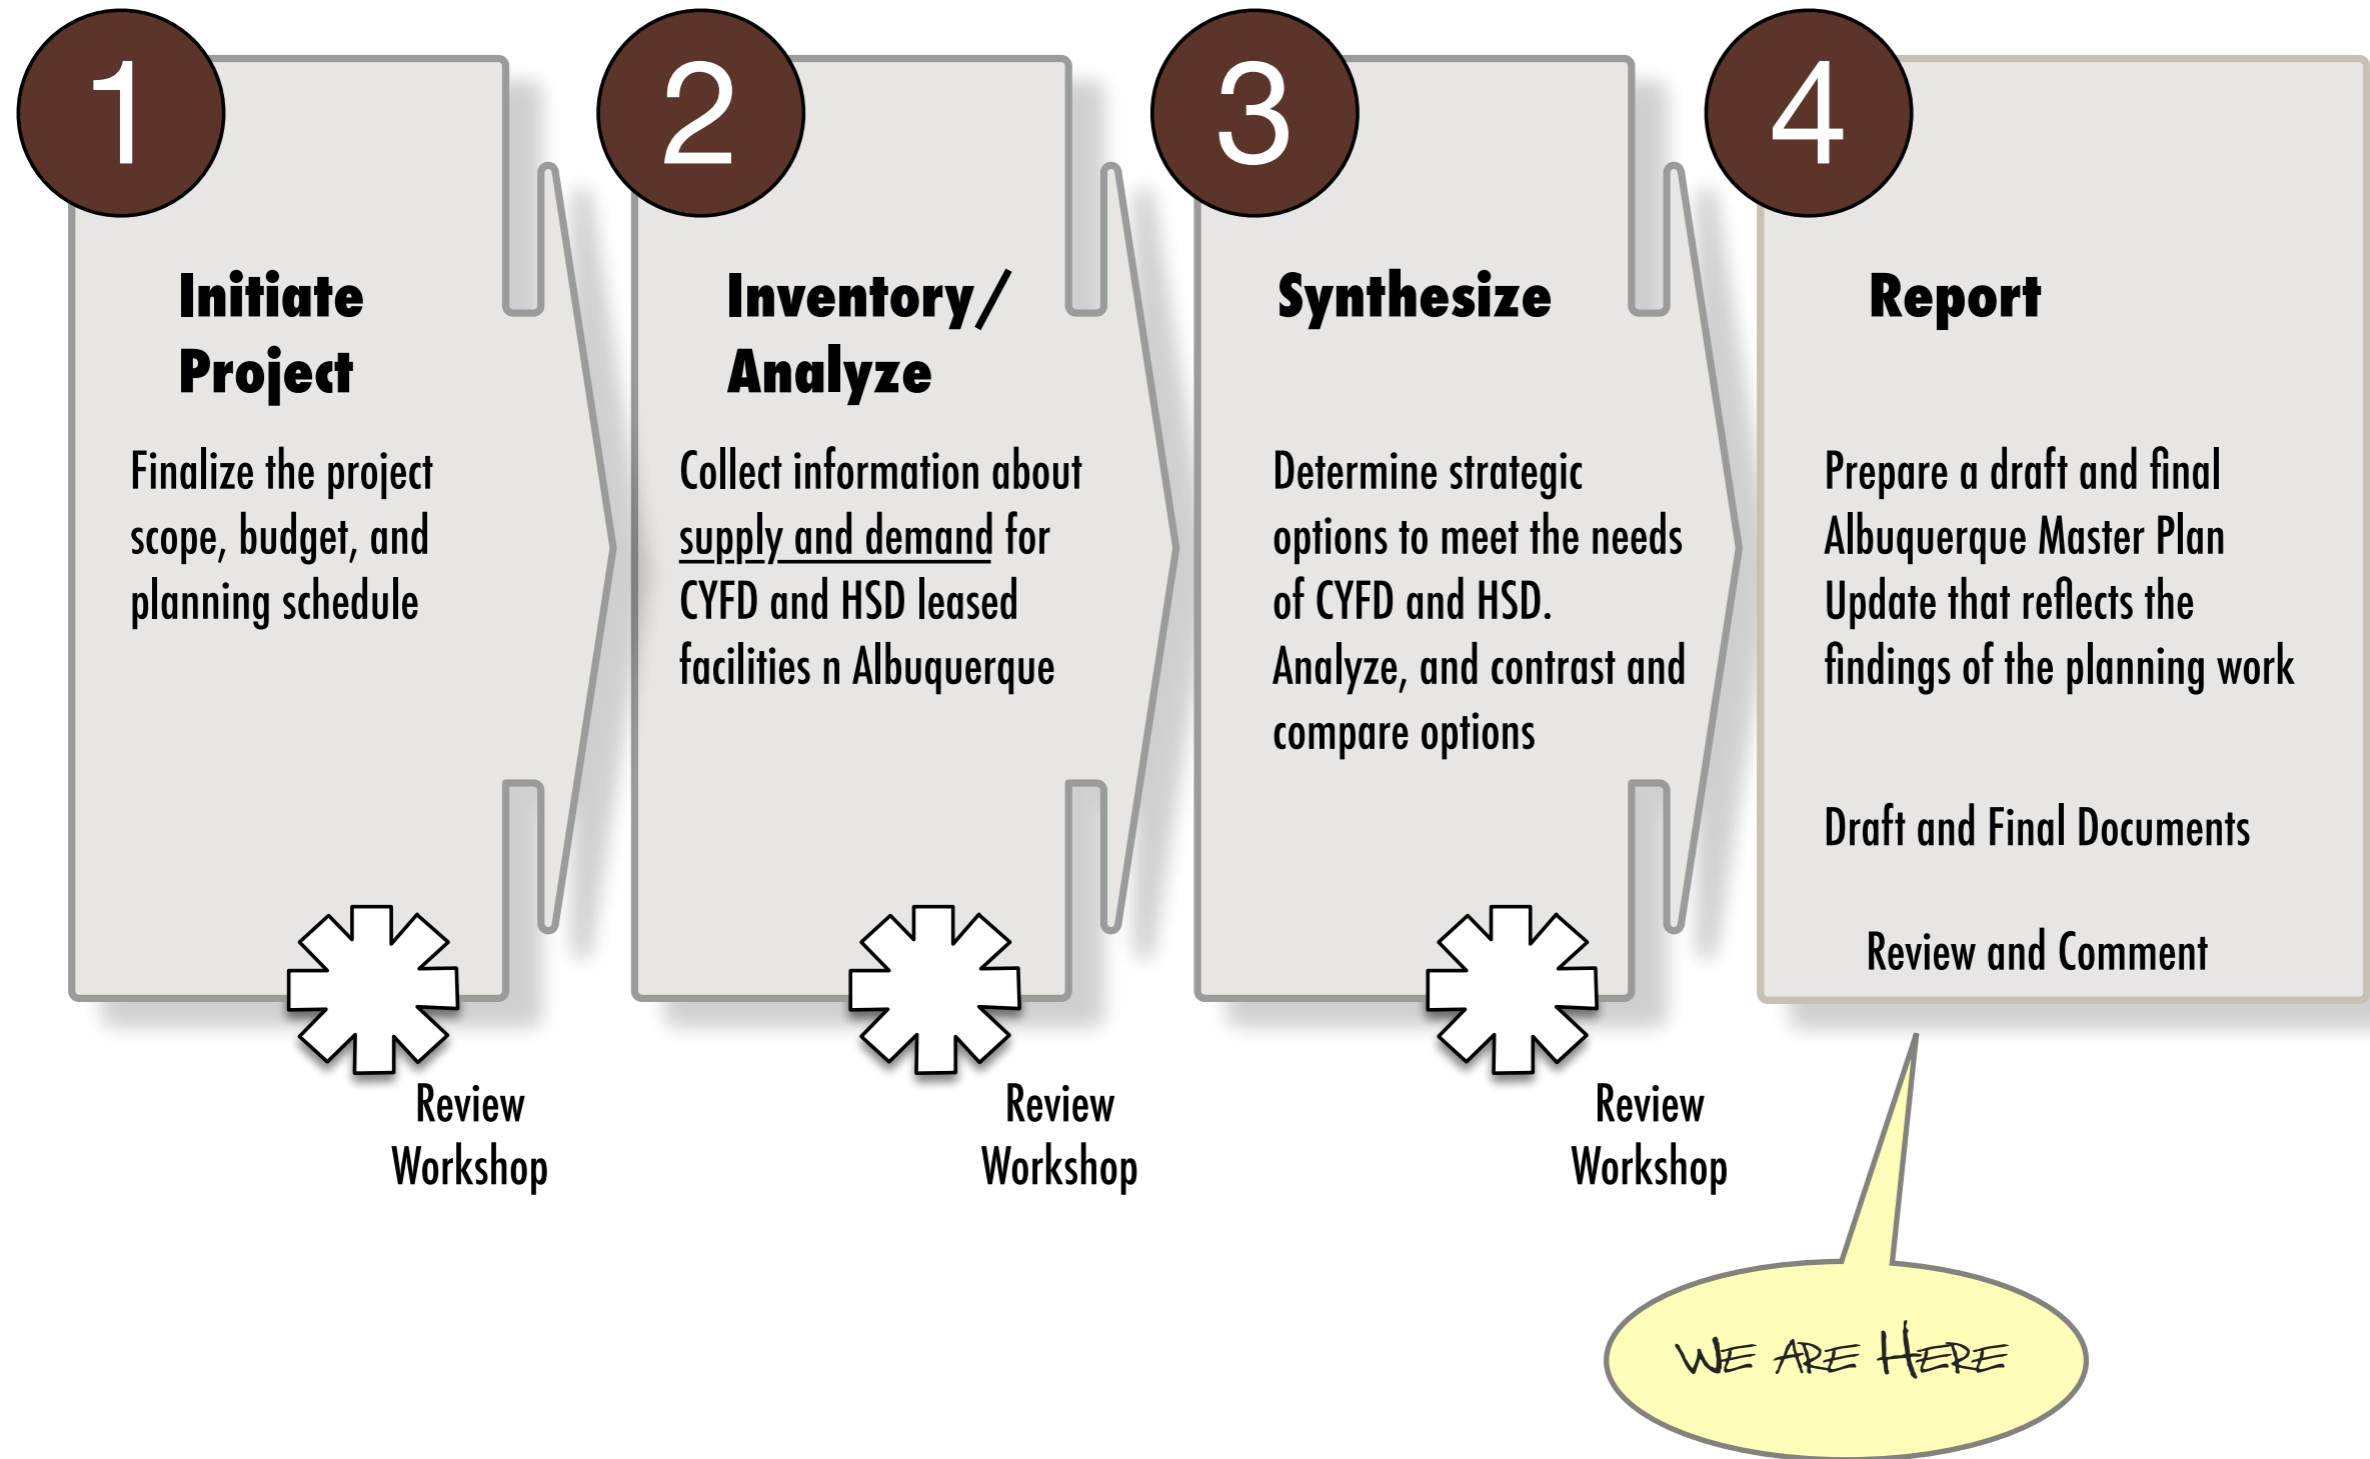 1
Initiate
Project
Finalize the project
scope, budget, and
planning schedule
Review
Workshop
2
Inventory/
Analyze
Collect information about
supply and demand for
CYFD and HSD leased
facilities n Albuquerque
Review
Workshop
3
Synthesize
Determine strategic
options to meet the needs
of CYFD and HSD.
Analyze, and contrast and
compare options
Review
Workshop
4
Report
Prepare a draft and final
Albuquerque Master Plan
Update that reflects the
findings of the planning work
Draft and Final Documents
Review and Comment
WE ARE HERE